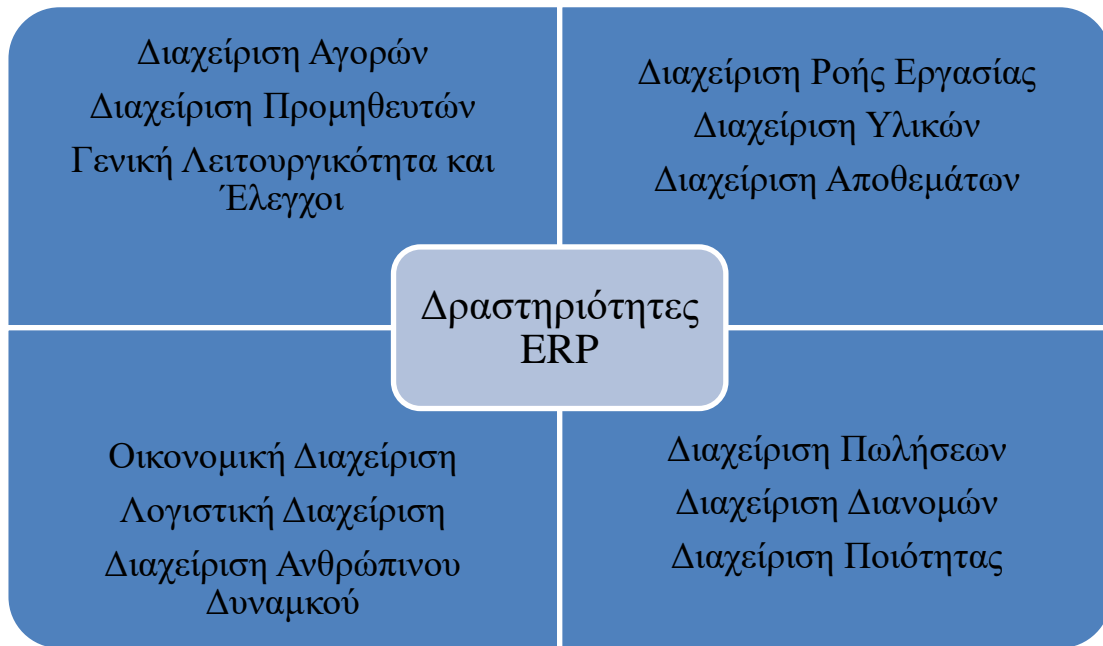 Διαχείριση Αγορών
Διαχείριση Προμηθευτών
Γενική Λειτουργικότητα και
Έλεγχοι
Διαχείριση Ροής Εργασίας
Διαχείριση Υλικών
Διαχείριση Αποθεμάτων
Δραστηριότητες
ERP
Οικονομική Διαχείριση
Λογιστική Διαχείριση
Διαχείριση Ανθρώπινου
Δυναμκού
Διαχείριση Πωλήσεων
Διαχείριση Διανομών
Διαχείριση Ποιότητας